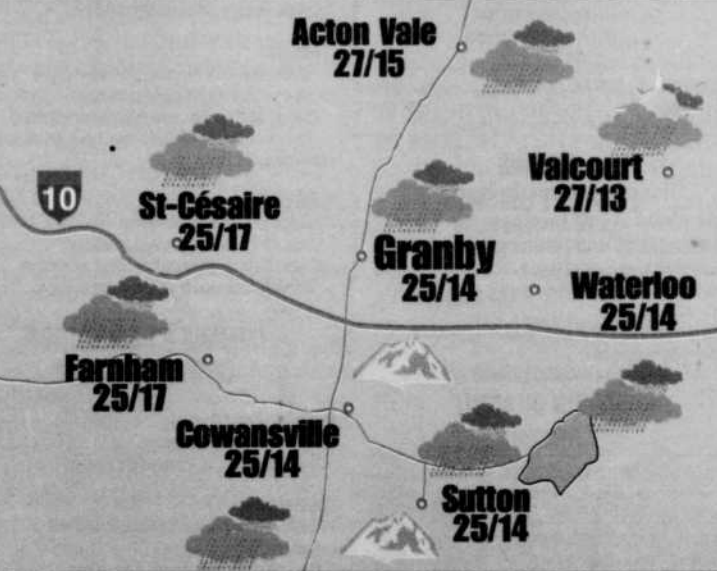 Acton Vale
27/15
Valcourt
27/13
10
St-Césaire
25/17
Granby
25/14
Waterloo
25/14
Farnham
25/17
Cowansville
25/14
Sutton
25/14